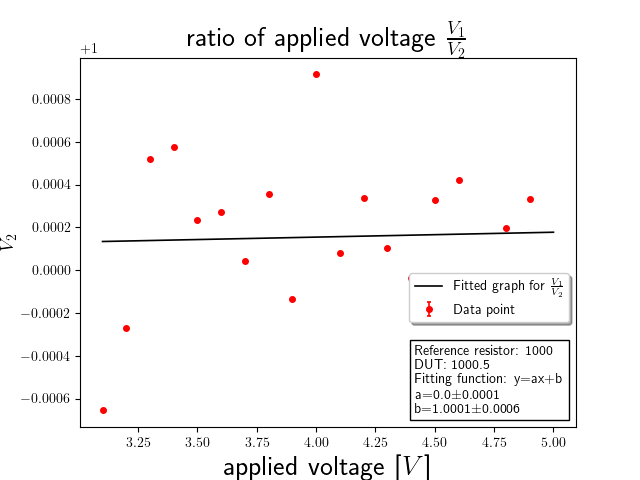 ratio of applied voltage V₁/V₂
+1
0.0008
0.0006
0.0004
0.0002
0.0000
−0.0002
−0.0004
−0.0006
V₂
Fitted graph for V₁/V₂
Data point
Reference resistor: 1000
DUT: 1000.5
Fitting function: y=ax+b
a=0.0±0.0001
b=1.0001±0.0006
3.25 3.50 3.75 4.00 4.25 4.50 4.75 5.00
applied voltage [V]